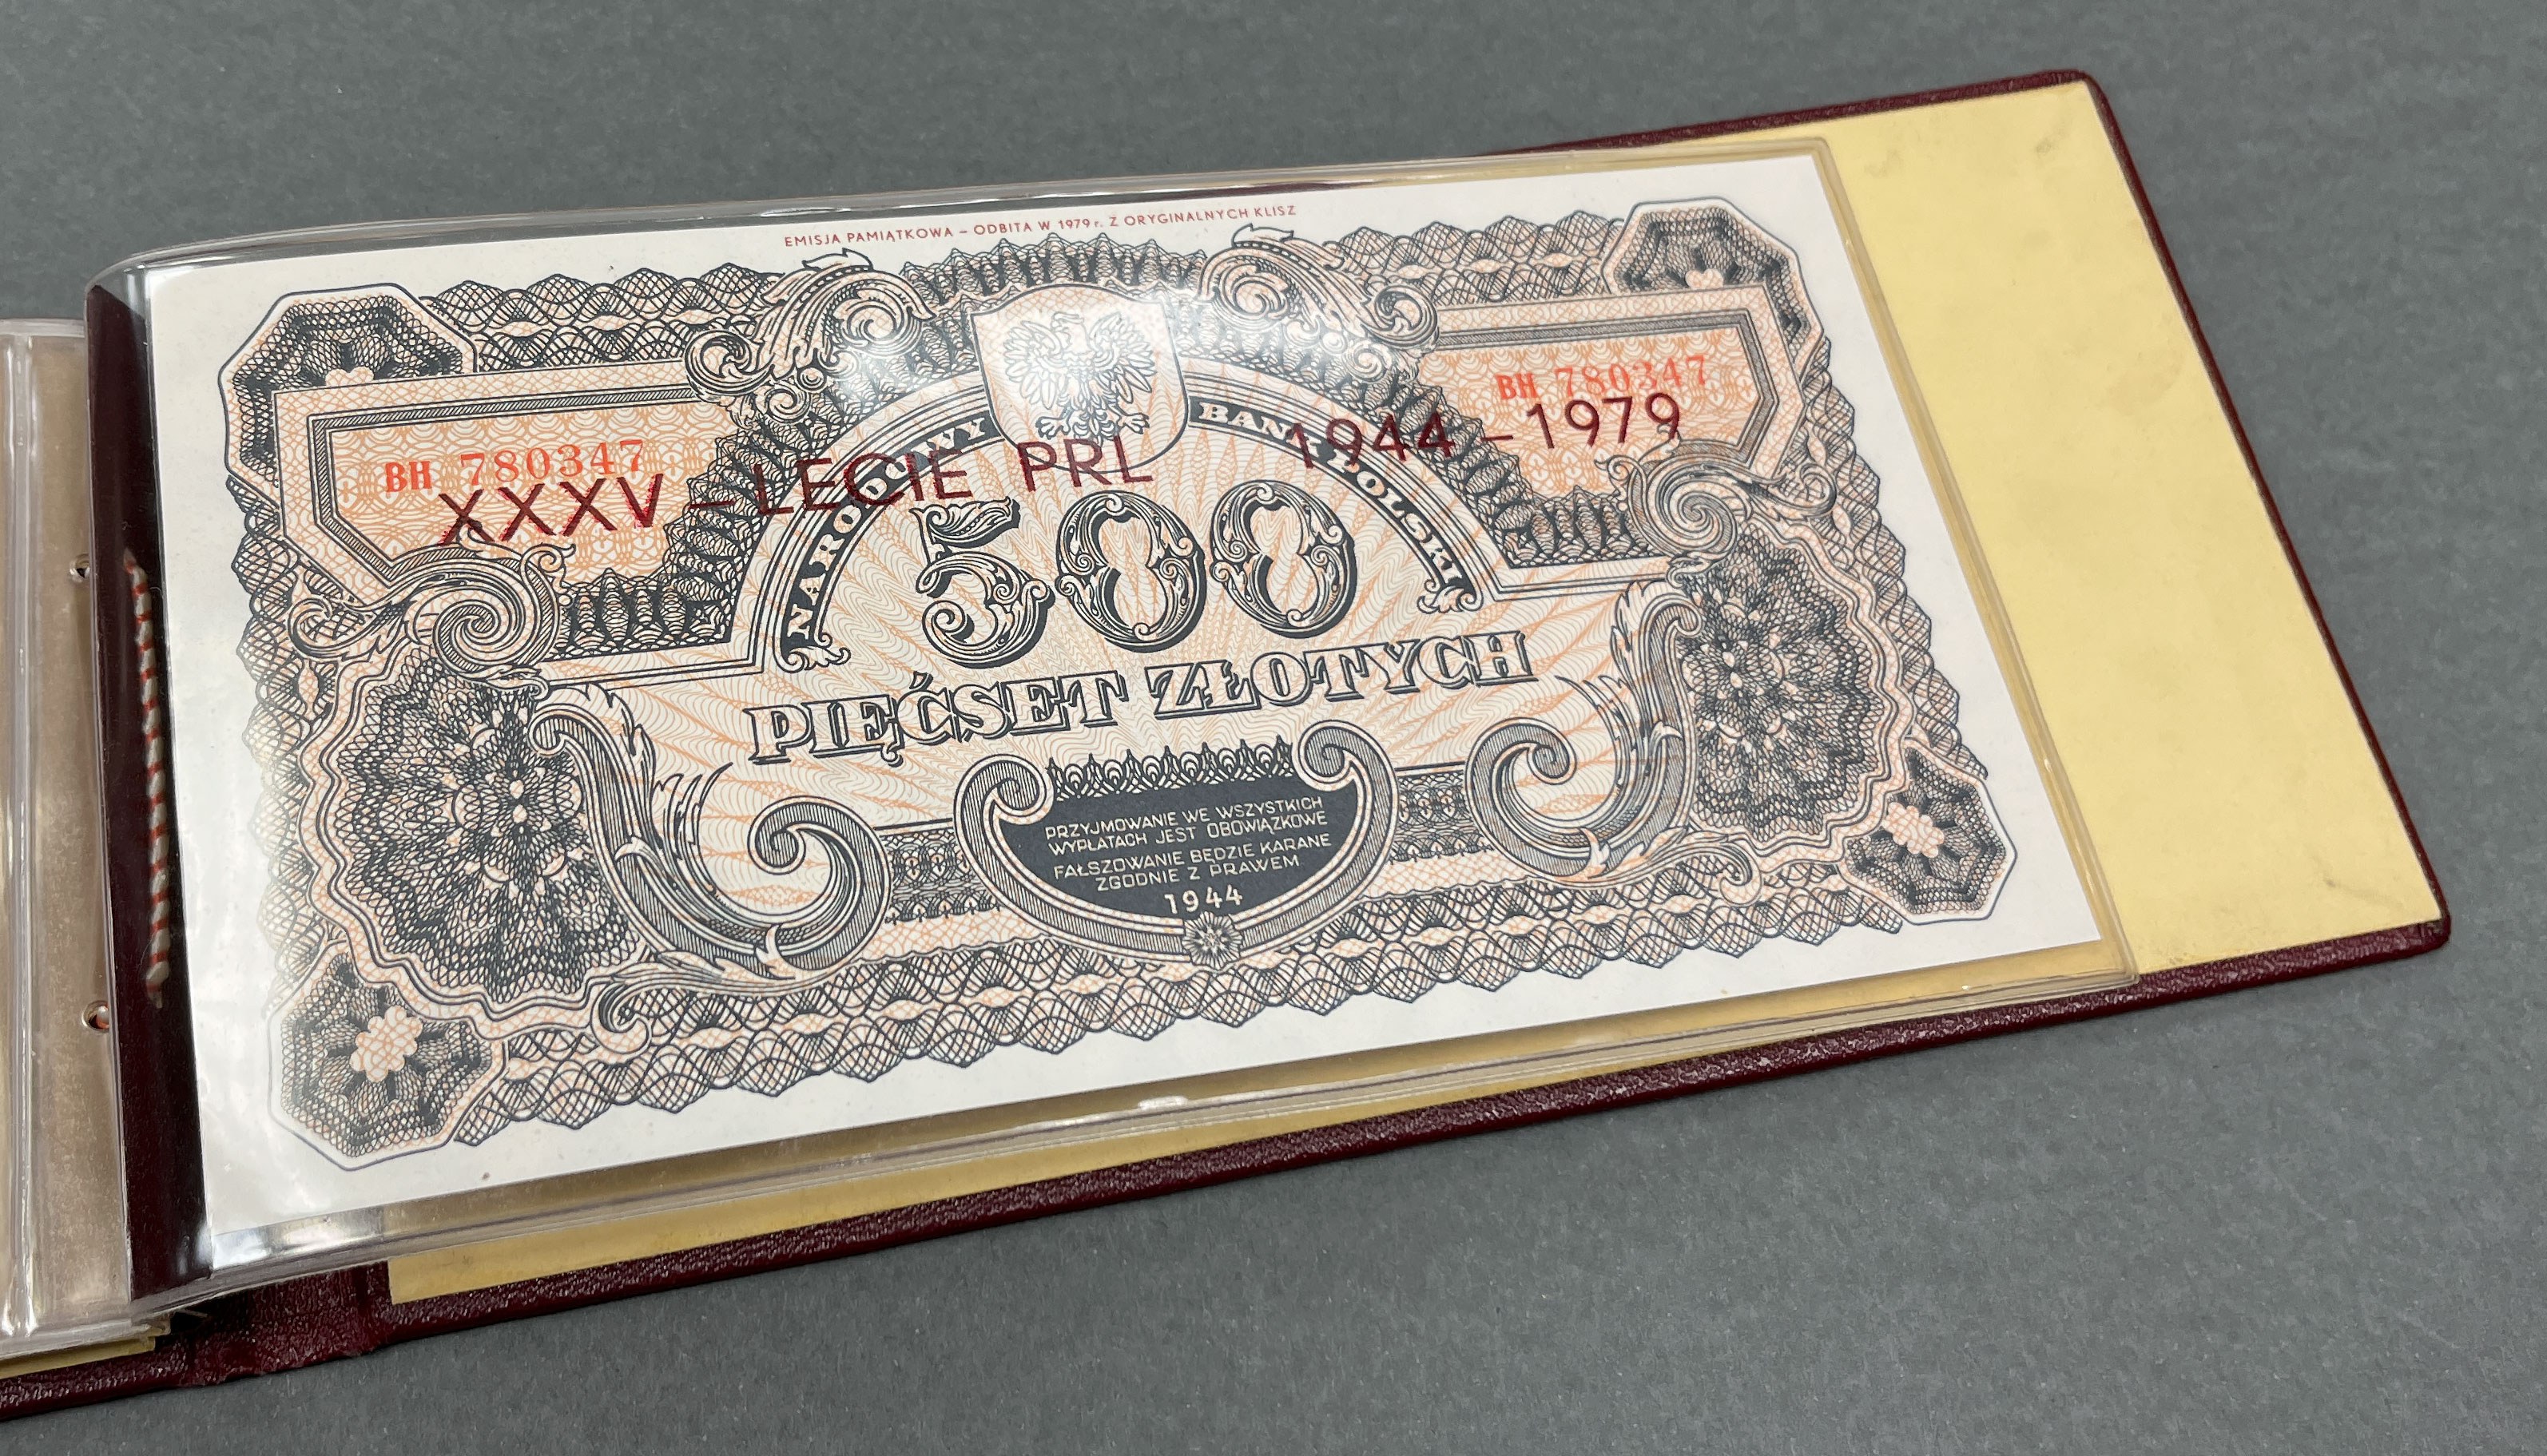 EMISJA PAMIĄTKOWA – ODBITA W 1979 r. Z ORYGINALNYCH KLISZ
BH 780347
BH 780347
XXXV – LECIE PRL 1944 – 1979
NARODOWY BANK POLSKI
500
PIĘĆSET ZŁOTYCH
PRZYJMOWANIE WE WSZYSTKICH
WYPŁATACH JEST OBOWIĄZKOWE
FAŁSZOWANIE BĘDZIE KARANE
ZGODNIE Z PRAWEM
1944